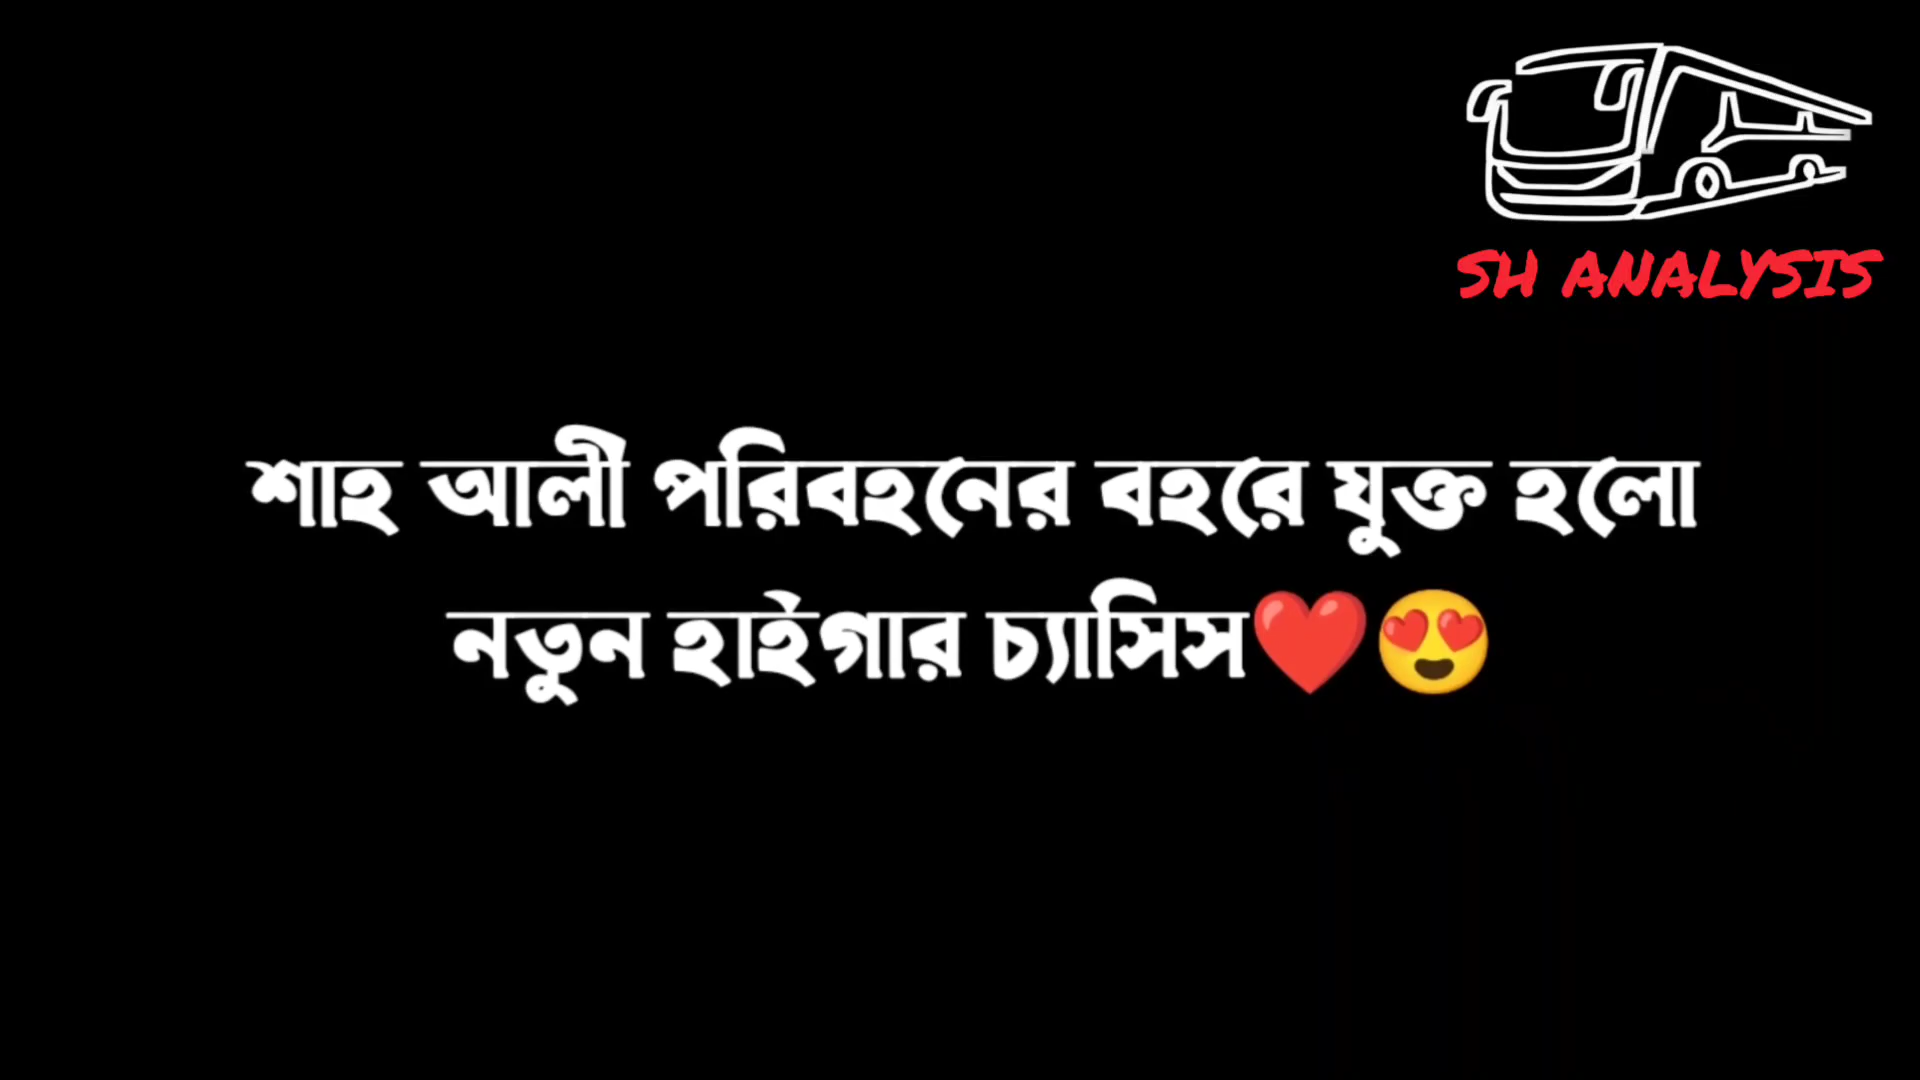 SH ANALYSIS
শাহ আলী পরিবহনের বহরে যুক্ত হলো
নতুন হাইগার চ্যাসিস❤️😍